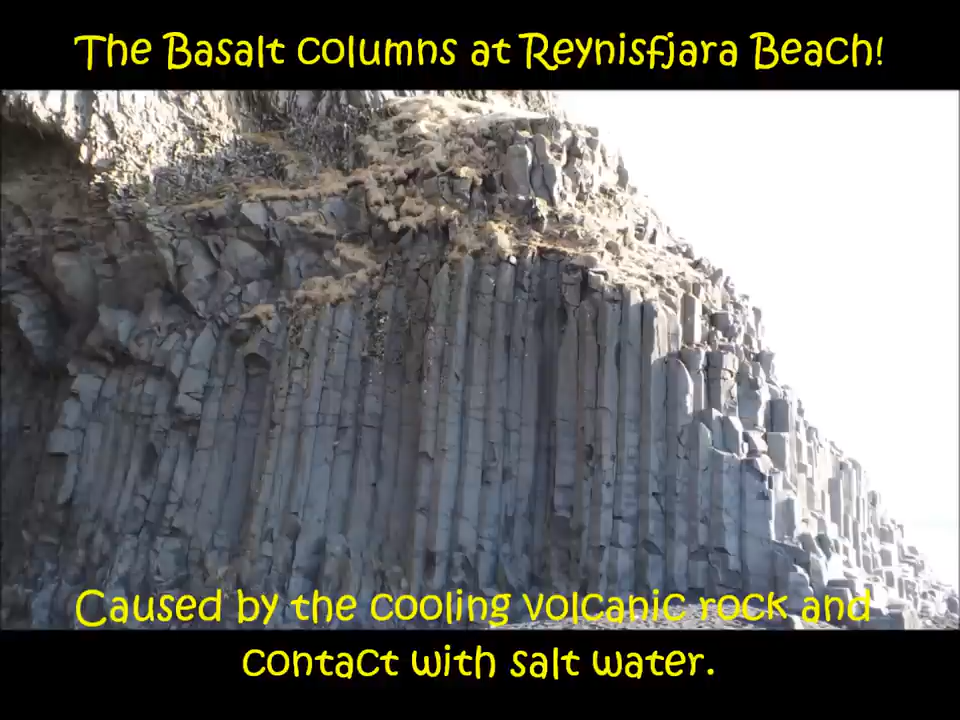 The Basalt columns at Reynisfjara Beach!
Caused by the cooling volcanic rock and
contact with salt water.